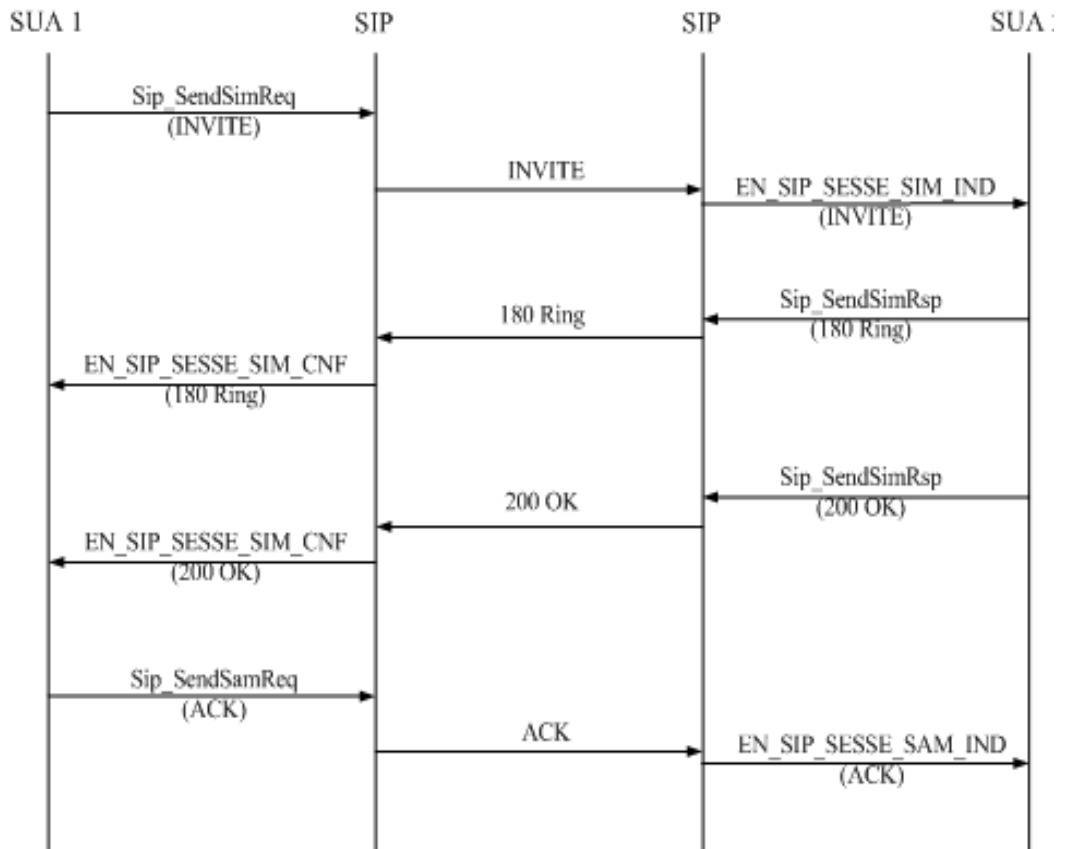 SUA 1
SIP
SIP
SUA
Sip_SendSimReq
(INVITE)
INVITE
EN_SIP_SESSE_SIM_IND
(INVITE)
Sip_SendSimRsp
(180 Ring)
180 Ring
EN_SIP_SESSE_SIM_CNF
(180 Ring)
Sip_SendSimRsp
(200 OK)
200 OK
EN_SIP_SESSE_SIM_CNF
(200 OK)
Sip_SendSamReq
(ACK)
ACK
EN_SIP_SESSE_SAM_IND
(ACK)